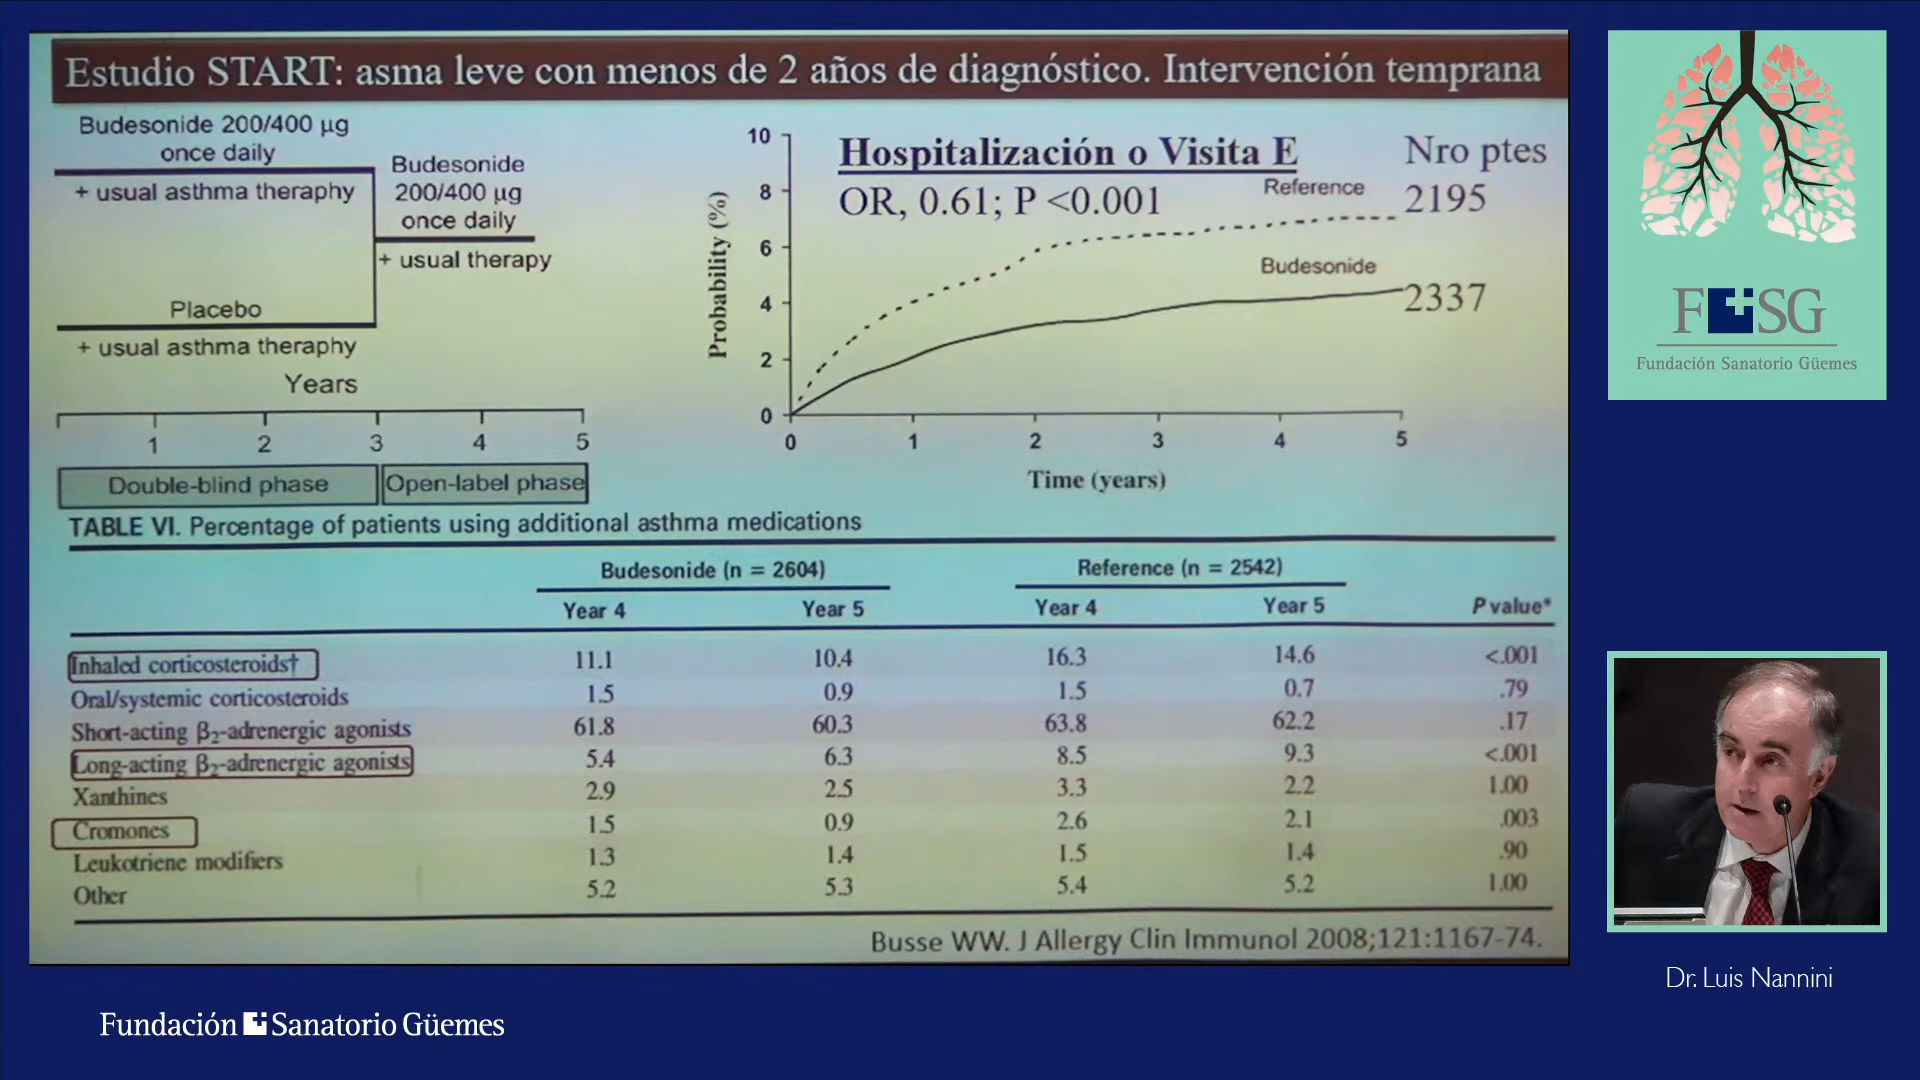 Estudio START: asma leve con menos de 2 años de diagnóstico. Intervención temprana
Budesonide 200/400 µg
once daily
+ usual asthma theraphy
Budesonide
200/400 µg
once daily
+ usual therapy
Placebo
+ usual asthma theraphy
Years
1 2 3 4 5
Double-blind phase Open-label phase
Hospitalización o Visita E
OR, 0.61; P <0.001
Nro ptes
Reference 2195
Budesonide 2337
Probability (%)
10
8
6
4
2
0
0 1 2 3 4 5
Time (years)
TABLE VI. Percentage of patients using additional asthma medications
Budesonide (n = 2604) Reference (n = 2542)
Year 4 Year 5 Year 4 Year 5 P value*
Inhaled corticosteroids† 11.1 10.4 16.3 14.6 <.001
Oral/systemic corticosteroids 1.5 0.9 1.5 0.7 .79
Short-acting β2-adrenergic agonists 61.8 60.3 63.8 62.2 .17
Long-acting β2-adrenergic agonists 5.4 6.3 8.5 9.3 <.001
Xanthines 2.9 2.5 3.3 2.2 1.00
Cromones 1.5 0.9 2.6 2.1 .003
Leukotriene modifiers 1.3 1.4 1.5 1.4 .90
Other 5.2 5.3 5.4 5.2 1.00
Busse WW. J Allergy Clin Immunol 2008;121:1167-74.
F SG
Fundación Sanatorio Güemes
Dr. Luis Nannini
Fundación Sanatorio Güemes